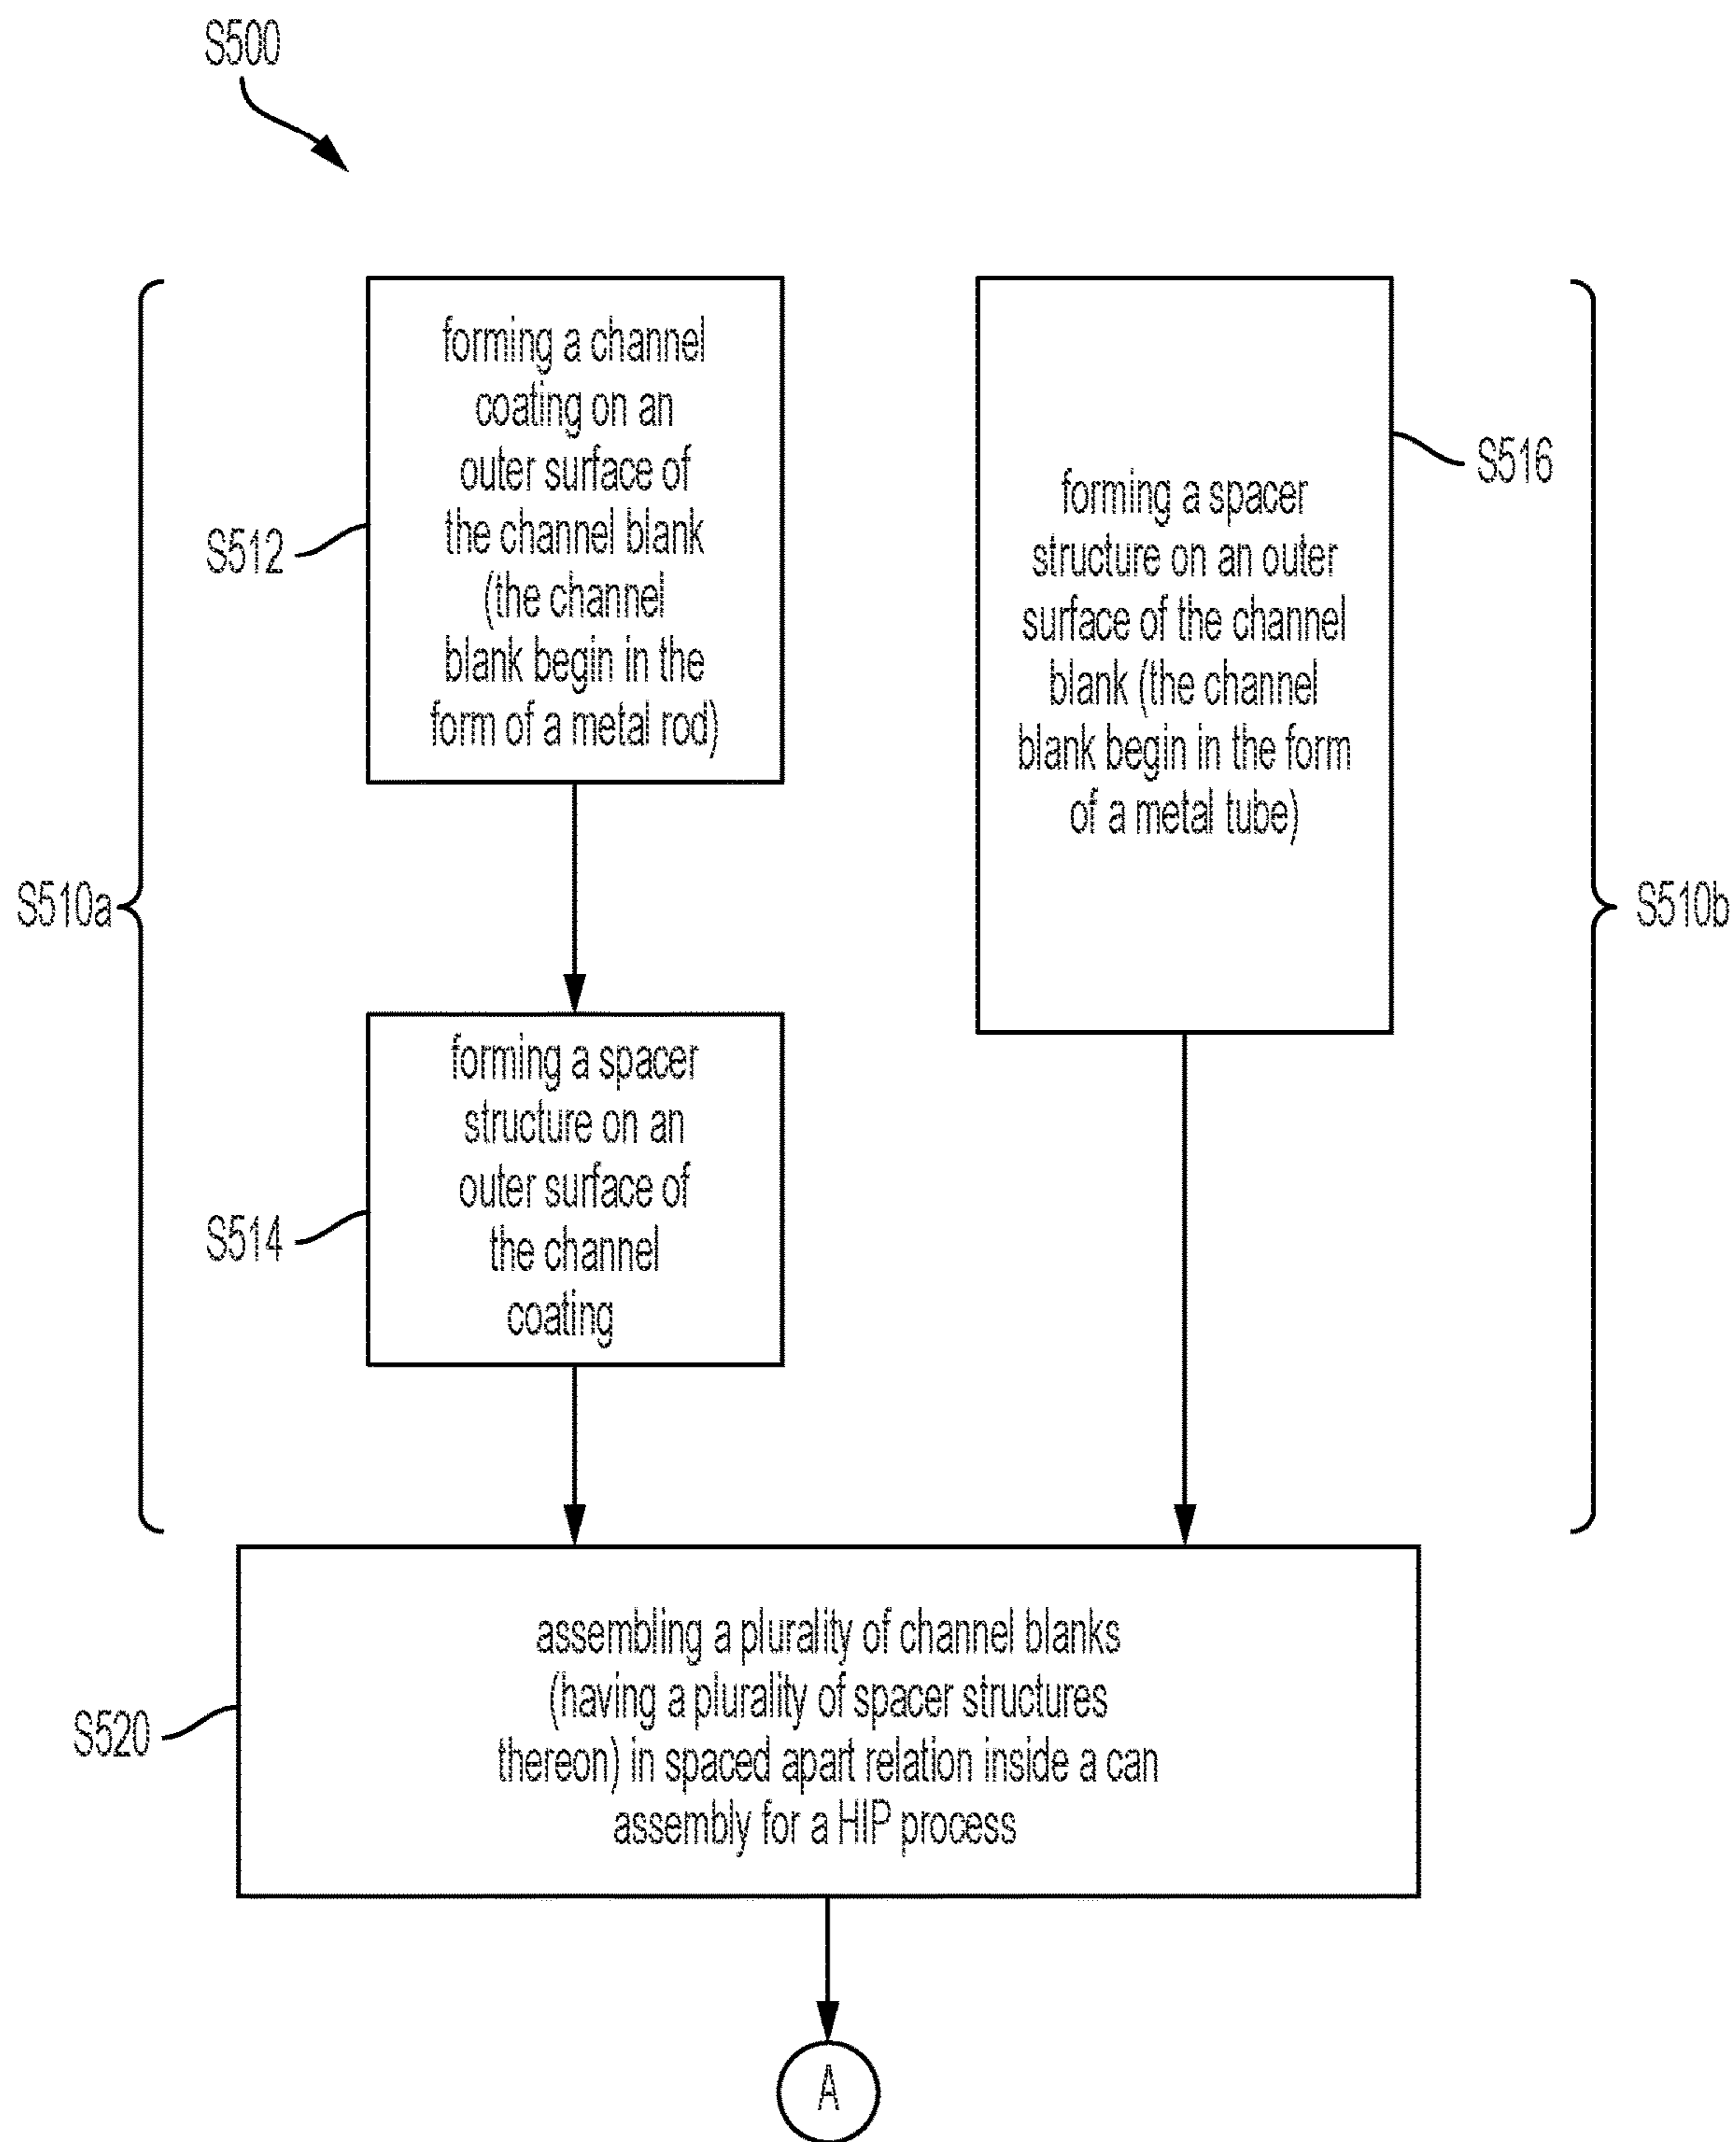 S500
forming a channel
coating on an
outer surface of
the channel blank
(the channel
blank begin in the
form of a metal rod)
S512
forming a spacer
structure on an outer
surface of the channel
blank (the channel
blank begin in the form
of a metal tube)
S516
S510a
S510b
forming a spacer
structure on an
outer surface of
the channel
coating
S514
assembling a plurality of channel blanks
(having a plurality of spacer structures
thereon) in spaced apart relation inside a can
assembly for a HIP process
S520
A